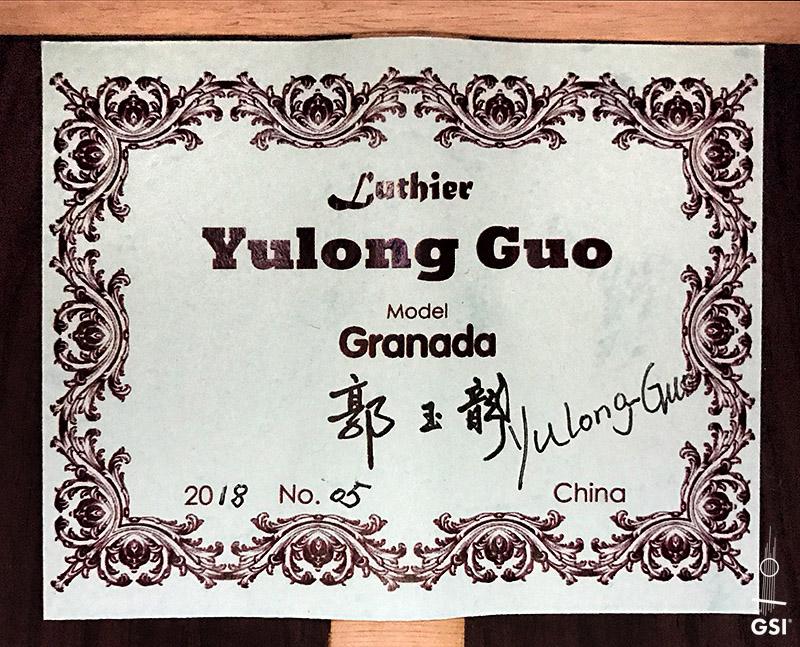 Luthier
Yulong Guo
Model
Granada
郭玉龍 Yulong-Guo
2018 No. 05 China
GSI